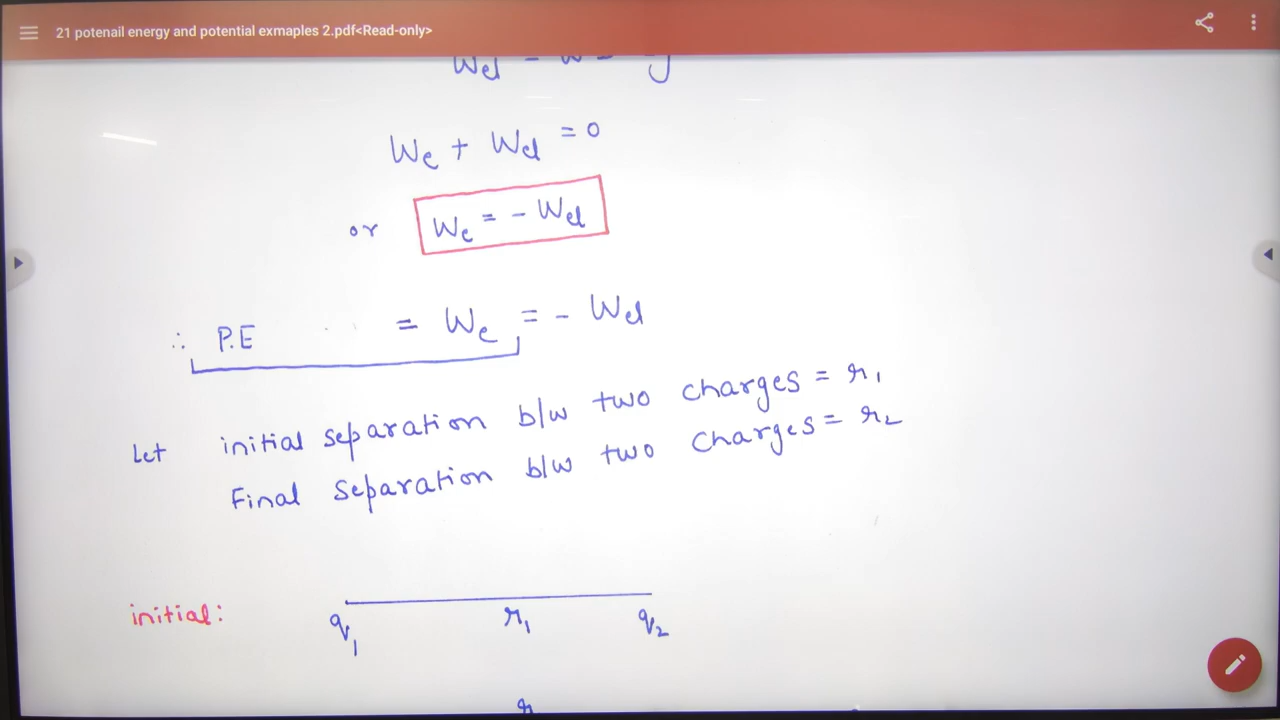 21 potenail energy and potential exmaples 2.pdf<Read-only>
We + Wel = 0
or We = - Wel
∴ P.E = We = - Wel
Let initial separation b/w two charges = r1
Final separation b/w two charges = r2
initial: q1 r1 q2